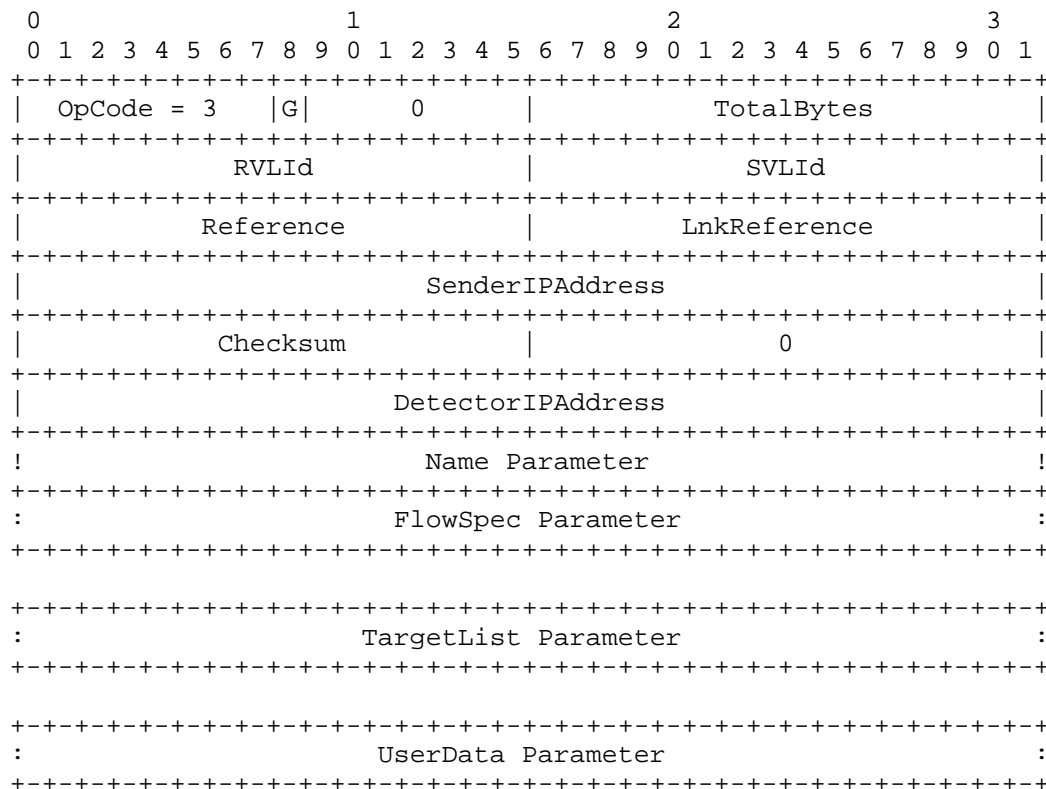 0                   1                   2                   3
 0 1 2 3 4 5 6 7 8 9 0 1 2 3 4 5 6 7 8 9 0 1 2 3 4 5 6 7 8 9 0 1
+-+-+-+-+-+-+-+-+-+-+-+-+-+-+-+-+-+-+-+-+-+-+-+-+-+-+-+-+-+-+-+-+
|  OpCode = 3   |G|      0      |           TotalBytes          |
+-+-+-+-+-+-+-+-+-+-+-+-+-+-+-+-+-+-+-+-+-+-+-+-+-+-+-+-+-+-+-+-+
|             RVLId             |             SVLId             |
+-+-+-+-+-+-+-+-+-+-+-+-+-+-+-+-+-+-+-+-+-+-+-+-+-+-+-+-+-+-+-+-+
|           Reference           |         LnkReference          |
+-+-+-+-+-+-+-+-+-+-+-+-+-+-+-+-+-+-+-+-+-+-+-+-+-+-+-+-+-+-+-+-+
|                         SenderIPAddress                       |
+-+-+-+-+-+-+-+-+-+-+-+-+-+-+-+-+-+-+-+-+-+-+-+-+-+-+-+-+-+-+-+-+
|            Checksum           |               0               |
+-+-+-+-+-+-+-+-+-+-+-+-+-+-+-+-+-+-+-+-+-+-+-+-+-+-+-+-+-+-+-+-+
|                       DetectorIPAddress                       |
+-+-+-+-+-+-+-+-+-+-+-+-+-+-+-+-+-+-+-+-+-+-+-+-+-+-+-+-+-+-+-+-+
!                         Name Parameter                        !
+-+-+-+-+-+-+-+-+-+-+-+-+-+-+-+-+-+-+-+-+-+-+-+-+-+-+-+-+-+-+-+-+
:                       FlowSpec Parameter                      :
+-+-+-+-+-+-+-+-+-+-+-+-+-+-+-+-+-+-+-+-+-+-+-+-+-+-+-+-+-+-+-+-+

+-+-+-+-+-+-+-+-+-+-+-+-+-+-+-+-+-+-+-+-+-+-+-+-+-+-+-+-+-+-+-+-+
:                     TargetList Parameter                      :
+-+-+-+-+-+-+-+-+-+-+-+-+-+-+-+-+-+-+-+-+-+-+-+-+-+-+-+-+-+-+-+-+

+-+-+-+-+-+-+-+-+-+-+-+-+-+-+-+-+-+-+-+-+-+-+-+-+-+-+-+-+-+-+-+-+
:                      UserData Parameter                       :
+-+-+-+-+-+-+-+-+-+-+-+-+-+-+-+-+-+-+-+-+-+-+-+-+-+-+-+-+-+-+-+-+